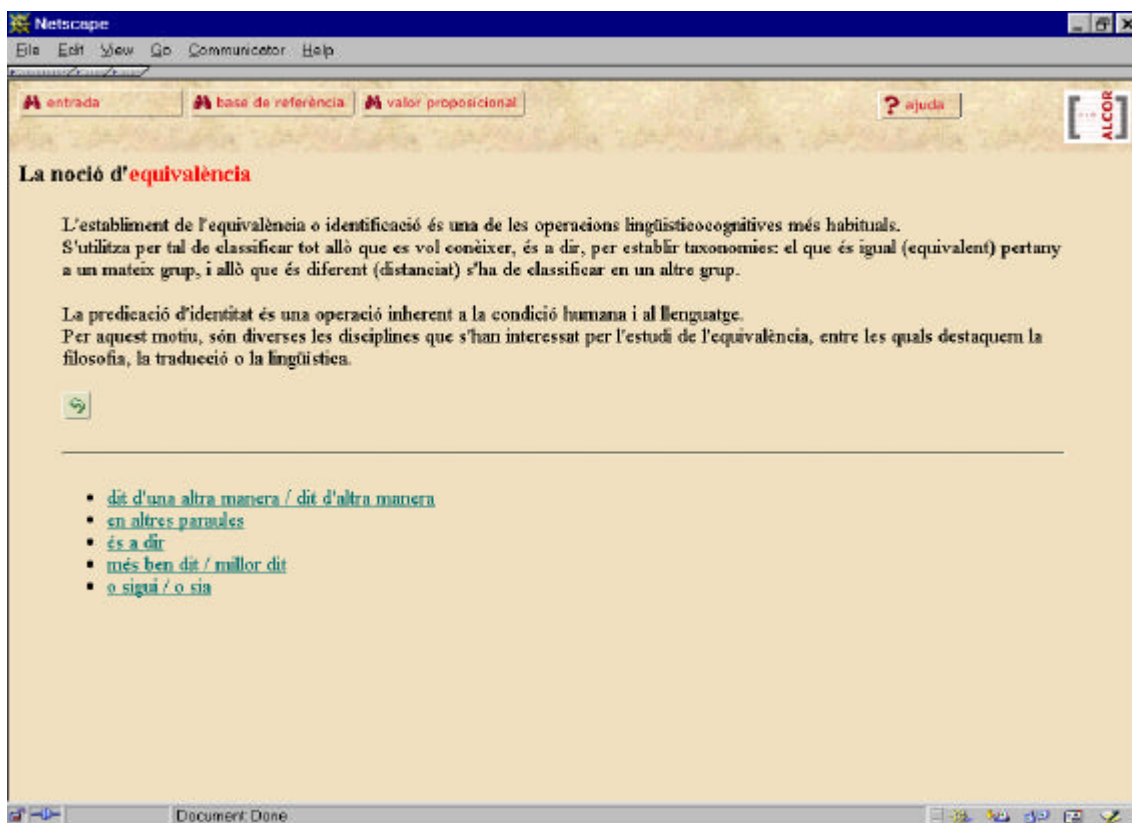 Netscape
File Edit View Go Communicator Help
entrada base de referència valor proposicional ajuda
ALCOR
La noció d'equivalència
L'establiment de l'equivalència o identificació és una de les operacions lingüisticocognitives més habituals.
S'utilitza per tal de classificar tot allò que es vol conèixer, és a dir, per establir taxonomies: el que és igual (equivalent) pertany
a un mateix grup, i allò que és diferent (distanciat) s'ha de classificar en un altre grup.
La predicació d'identitat és una operació inherent a la condició humana i al llenguatge.
Per aquest motiu, són diverses les disciplines que s'han interessat per l'estudi de l'equivalència, entre les quals destaquem la
filosofia, la traducció o la lingüística.
dit d'una altra manera / dit d'altra manera
en altres paraules
és a dir
més ben dit / millor dit
o sigui / o sia
Document: Done